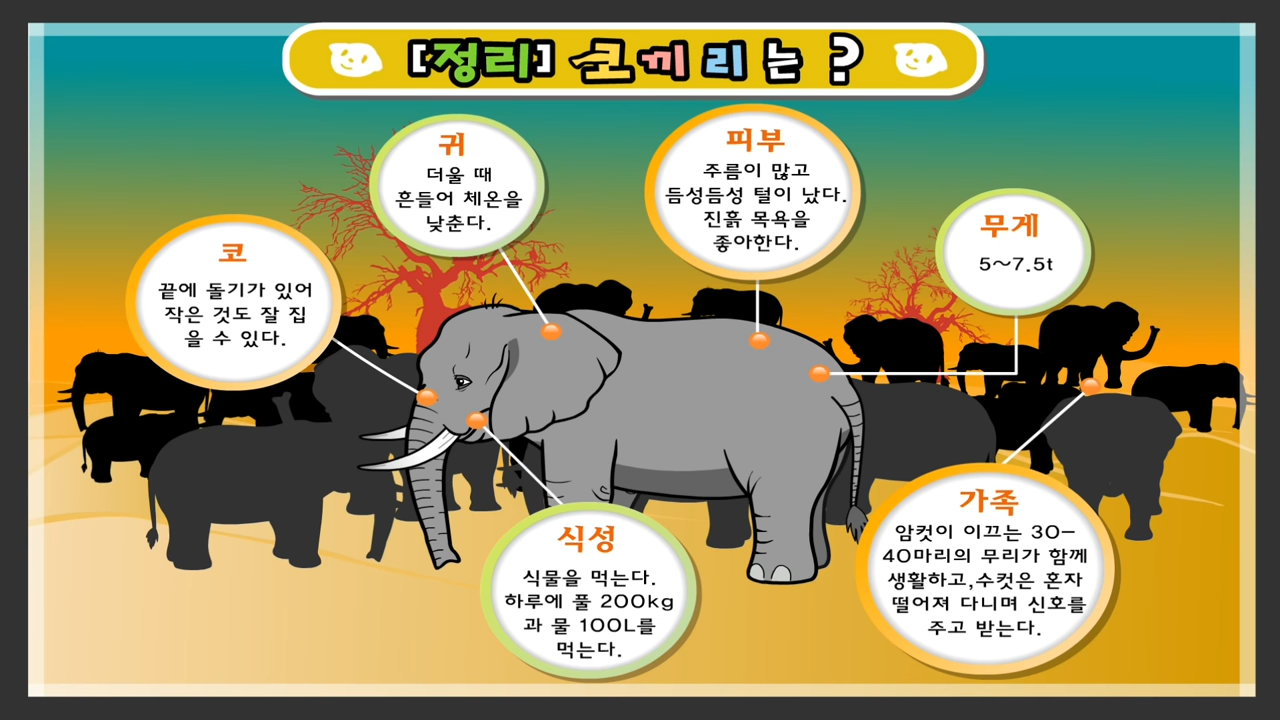 [정리] 코끼리는?
귀
더울 때
흔들어 체온을
낮춘다.
피부
주름이 많고
듬성듬성 털이 났다.
진흙 목욕을
좋아한다.
무게
5~7.5t
코
끝에 돌기가 있어
작은 것도 잘 집
을 수 있다.
식성
식물을 먹는다.
하루에 풀 200kg
과 물 100L를
먹는다.
가족
암컷이 이끄는 30-
40마리의 무리가 함께
생활하고,수컷은 혼자
떨어져 다니며 신호를
주고 받는다.